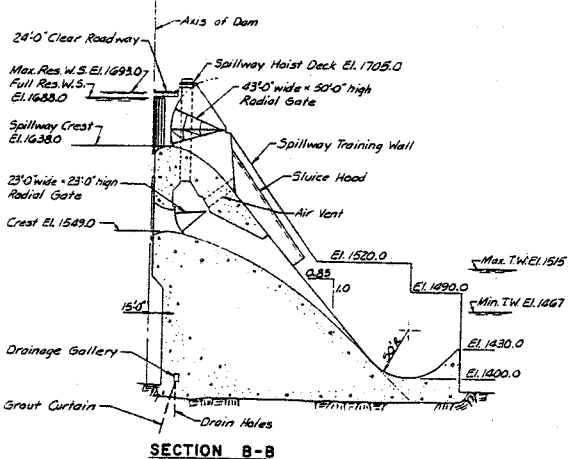 Axis of Dam
24'-0" Clear Roadway
Spillway Hoist Deck El. 1705.0
Max. Res. W.S. El. 1693.0
Full Res. W.S.
El. 1688.0
43'-0" wide × 50'-0" high
Radial Gate
Spillway Crest
El. 1638.0
Spillway Training Wall
Sluice Hood
23'-0" wide × 23'-0" high
Radial Gate
Air Vent
Crest El. 1549.0
El. 1520.0
Max. T.W. El. 1515
0.85
1.0
El. 1490.0
Min. T.W. El. 1467
15'-0"
50' R.
El. 1430.0
Drainage Gallery
El. 1400.0
Grout Curtain
Drain Holes
SECTION B-B